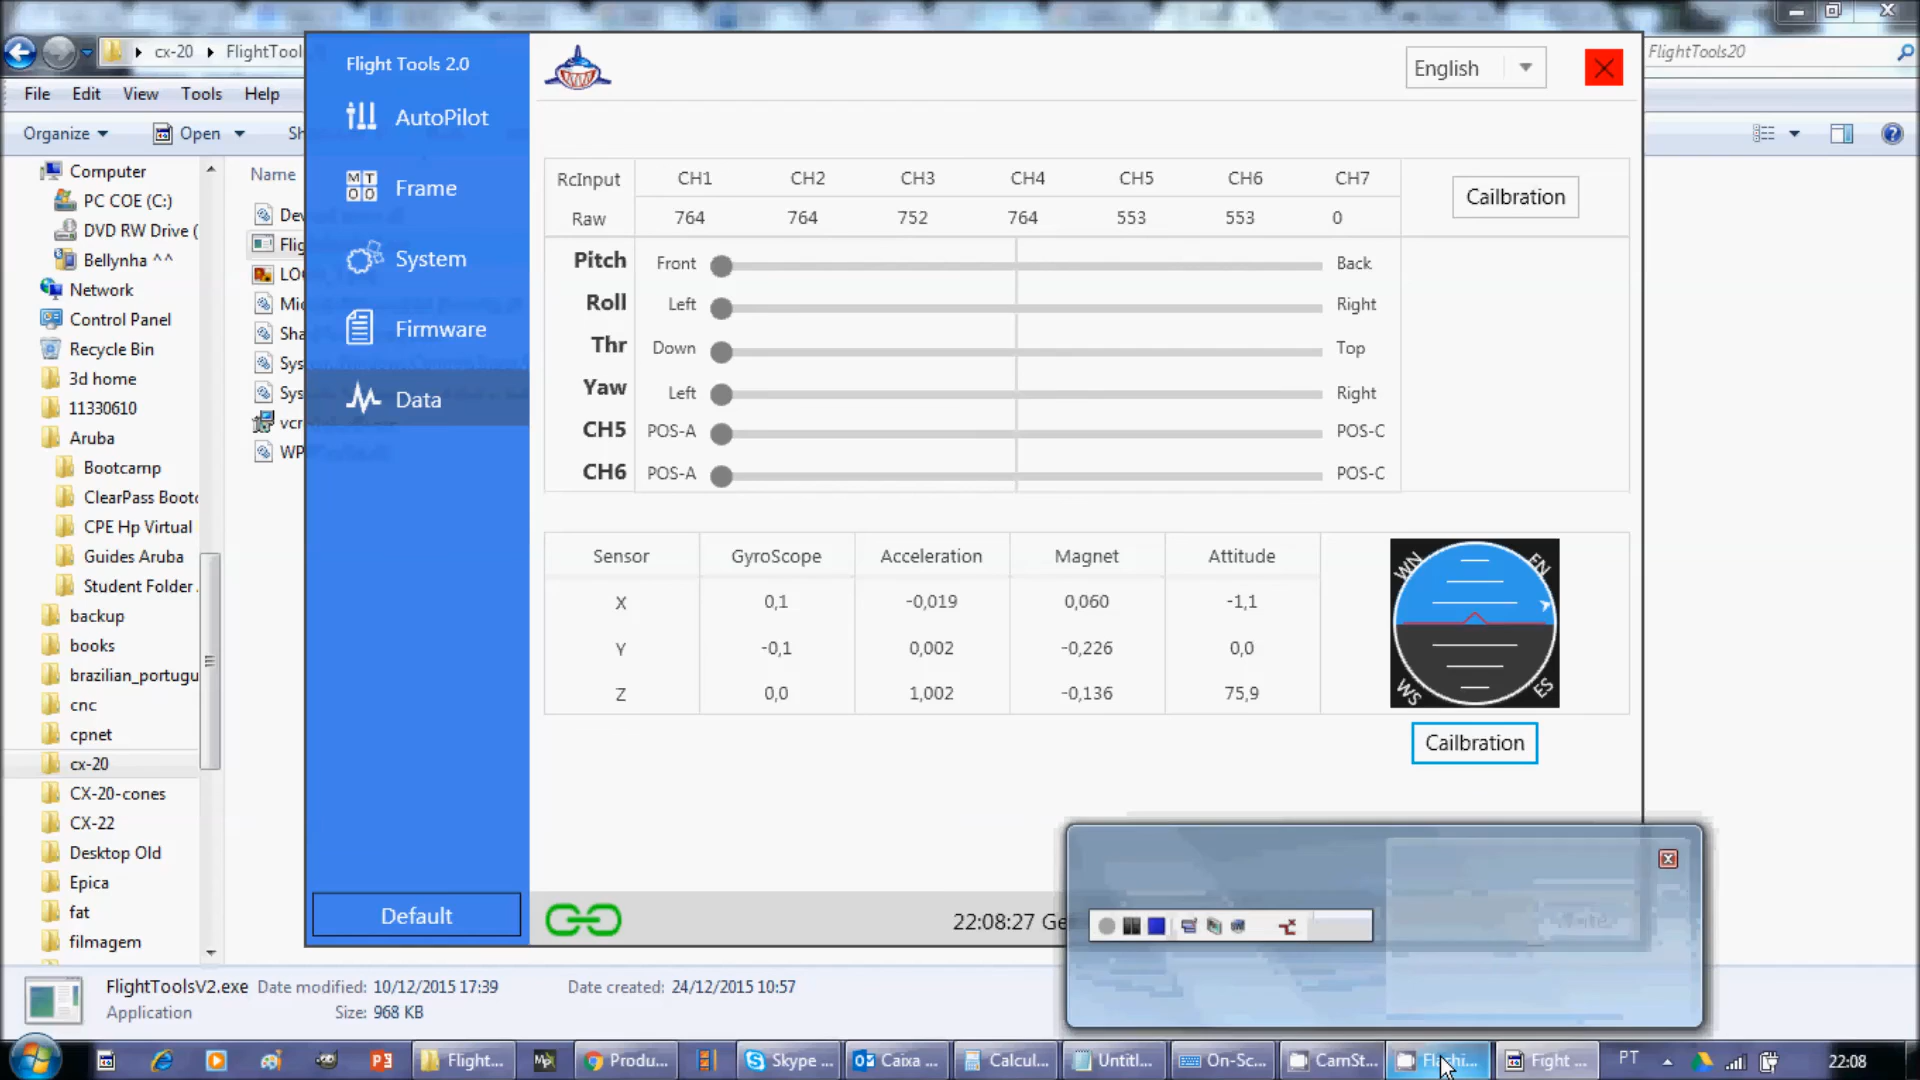 cx-20
FlightTool
FlightTools20
File Edit View Tools Help
Organize
Open
Computer
PC COE (C:)
DVD RW Drive (
Bellynha ^^
Network
Control Panel
Recycle Bin
3d home
11330610
Aruba
Bootcamp
ClearPass Boot
CPE Hp Virtual
Guides Aruba
Student Folder
backup
books
brazilian_portugu
cnc
cpnet
cx-20
CX-20-cones
CX-22
Desktop Old
Epica
fat
filmagem
Name
Flight Tools 2.0
AutoPilot
Frame
System
Firmware
Data
Default
English
RcInput CH1 CH2 CH3 CH4 CH5 CH6 CH7
Raw 764 764 752 764 553 553 0
Cailbration
Pitch Front Back
Roll Left Right
Thr Down Top
Yaw Left Right
CH5 POS-A POS-C
CH6 POS-A POS-C
Sensor GyroScope Acceleration Magnet Attitude
X 0,1 -0,019 0,060 -1,1
Y -0,1 0,002 -0,226 0,0
Z 0,0 1,002 -0,136 75,9
WN EN
WS ES
Cailbration
22:08:27
FlightToolsV2.exe Date modified: 10/12/2015 17:39 Date created: 24/12/2015 10:57
Application Size: 968 KB
Flight... Produ... Skype ... Caixa ... Calcul... Untitl... On-Sc... CamSt... Fight ... PT 22:08